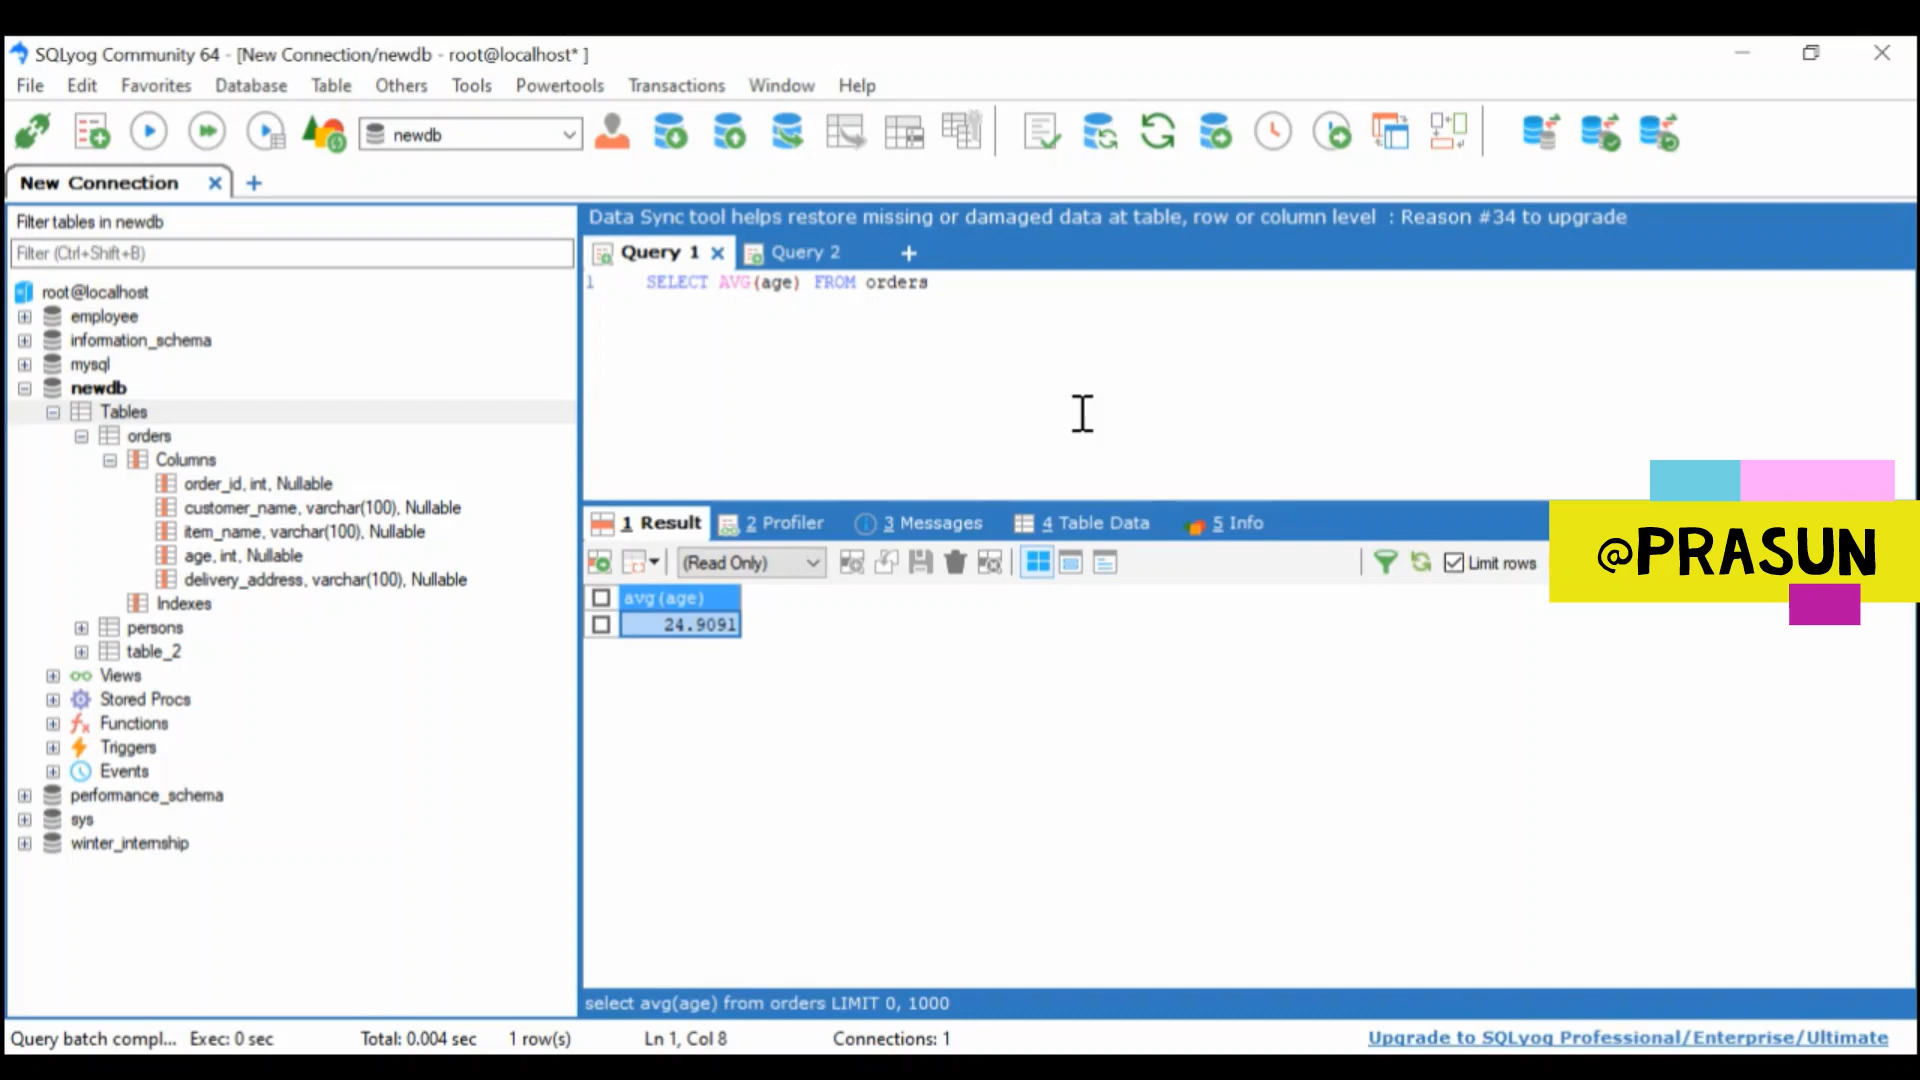 SQLyog Community 64 - [New Connection/newdb - root@localhost* ]
File Edit Favorites Database Table Others Tools Powertools Transactions Window Help
newdb
New Connection
Filter tables in newdb
Filter (Ctrl+Shift+B)
root@localhost
employee
information_schema
mysql
newdb
Tables
orders
Columns
order_id, int, Nullable
customer_name, varchar(100), Nullable
item_name, varchar(100), Nullable
age, int, Nullable
delivery_address, varchar(100), Nullable
Indexes
persons
table_2
Views
Stored Procs
Functions
Triggers
Events
performance_schema
sys
winter_internship
Data Sync tool helps restore missing or damaged data at table, row or column level : Reason #34 to upgrade
Query 1 Query 2
1 SELECT AVG(age) FROM orders
1 Result 2 Profiler 3 Messages 4 Table Data 5 Info
(Read Only) Limit rows
@PRASUN
avg(age)
24.9091
select avg(age) from orders LIMIT 0, 1000
Query batch compl... Exec: 0 sec Total: 0.004 sec 1 row(s) Ln 1, Col 8 Connections: 1 Upgrade to SQLyog Professional/Enterprise/Ultimate